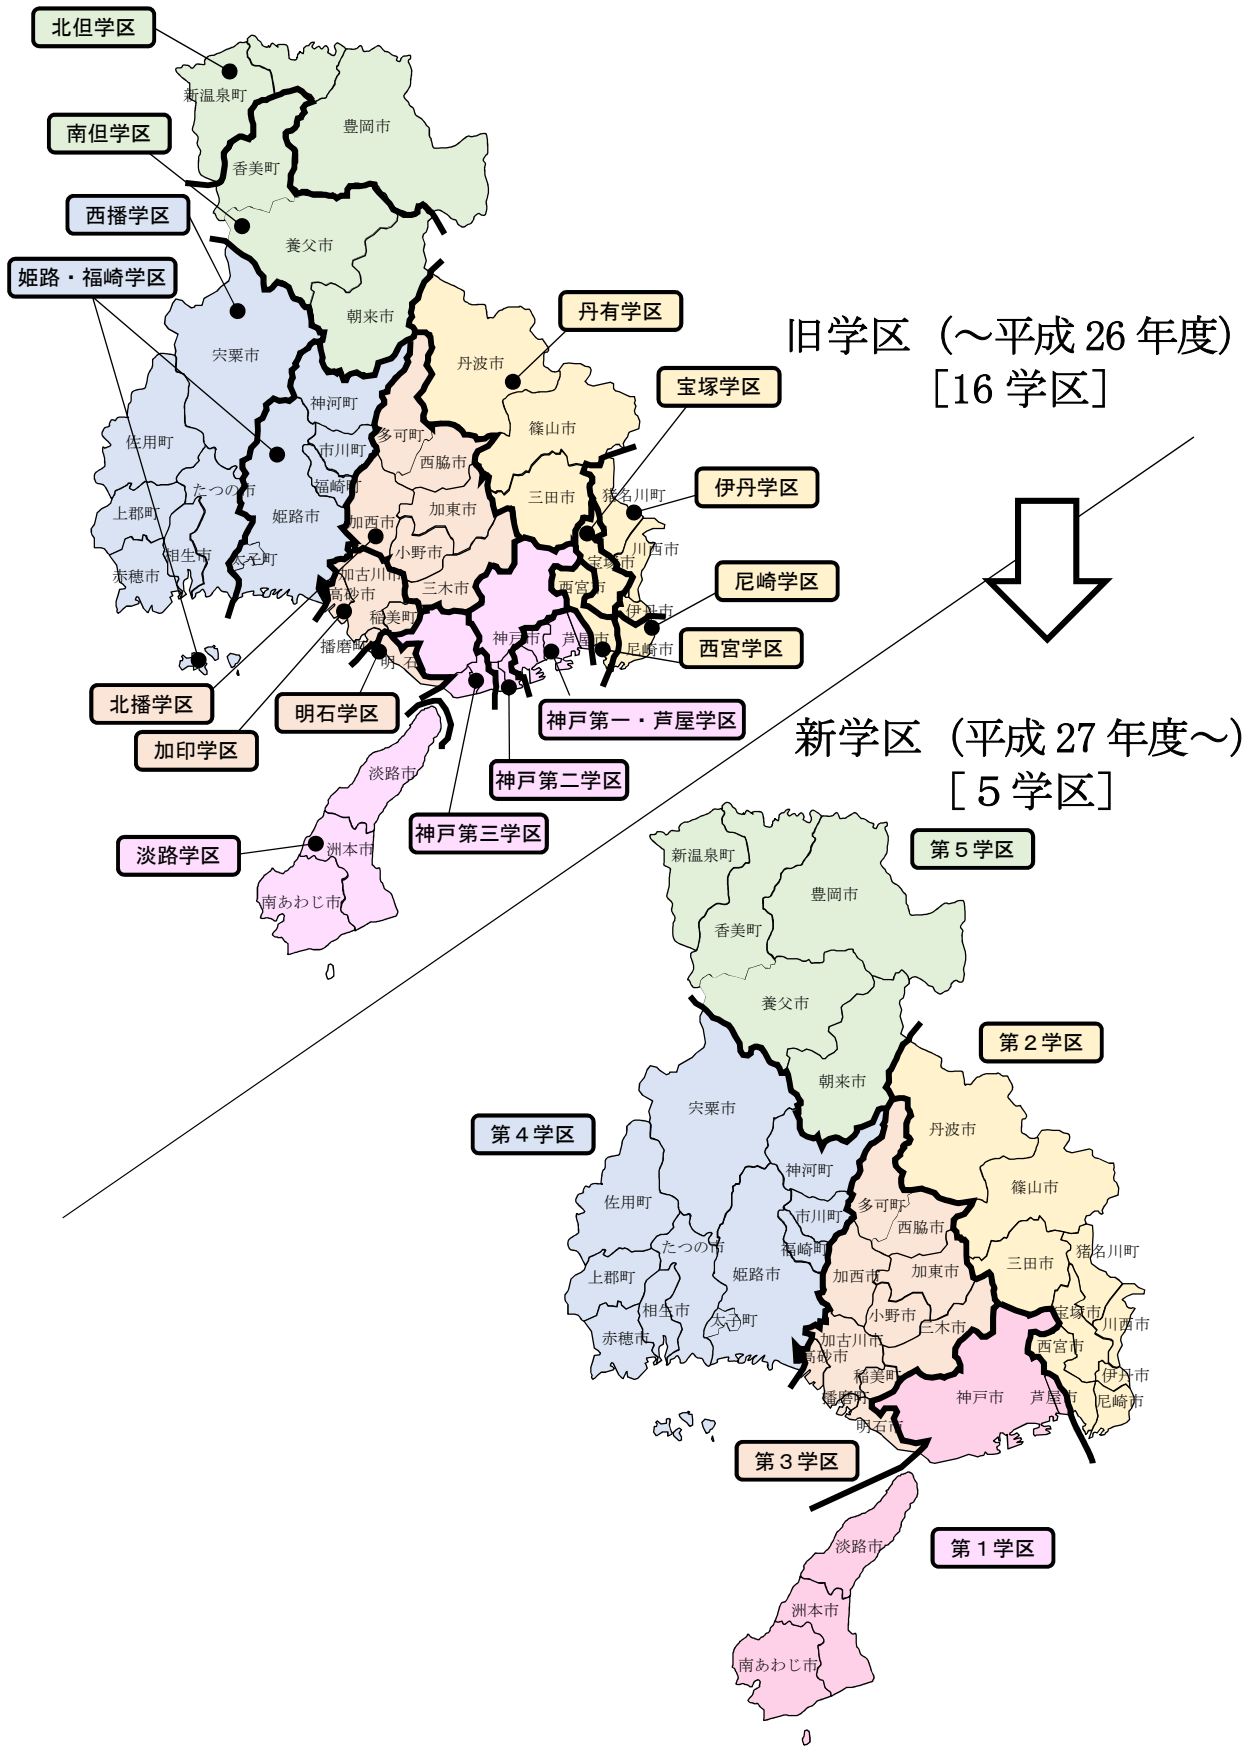 北但学区
新温泉町
豊岡市
南但学区
香美町
西播学区
養父市
姫路・福崎学区
朝来市
丹有学区
旧学区（～平成 26 年度）
［16 学区］
宍粟市
丹波市
宝塚学区
神河町
佐用町
多可町
篠山市
市川町
西脇市
伊丹学区
たつの市
福崎町
三田市
猪名川町
上郡町
姫路市
加西市
加東市
相生市
太子町
小野市
川西市
赤穂市
加古川市
宝塚市
尼崎学区
高砂市
三木市
西宮市
稲美町
伊丹市
播磨町
神戸市
芦屋市
尼崎市
西宮学区
明 石
北播学区
明石学区
神戸第一・芦屋学区
加印学区
新学区（平成 27 年度～）
［５学区］
淡路市
神戸第二学区
神戸第三学区
淡路学区
洲本市
南あわじ市
第５学区
新温泉町
豊岡市
香美町
養父市
第２学区
朝来市
宍粟市
第４学区
丹波市
神河町
篠山市
佐用町
多可町
市川町
西脇市
たつの市
福崎町
猪名川町
三田市
上郡町
姫路市
加西市
加東市
相生市
太子町
小野市
宝塚市
川西市
赤穂市
加古川市
三木市
西宮市
高砂市
稲美町
伊丹市
播磨町
神戸市
芦屋市
尼崎市
明石市
第３学区
淡路市
第１学区
洲本市
南あわじ市